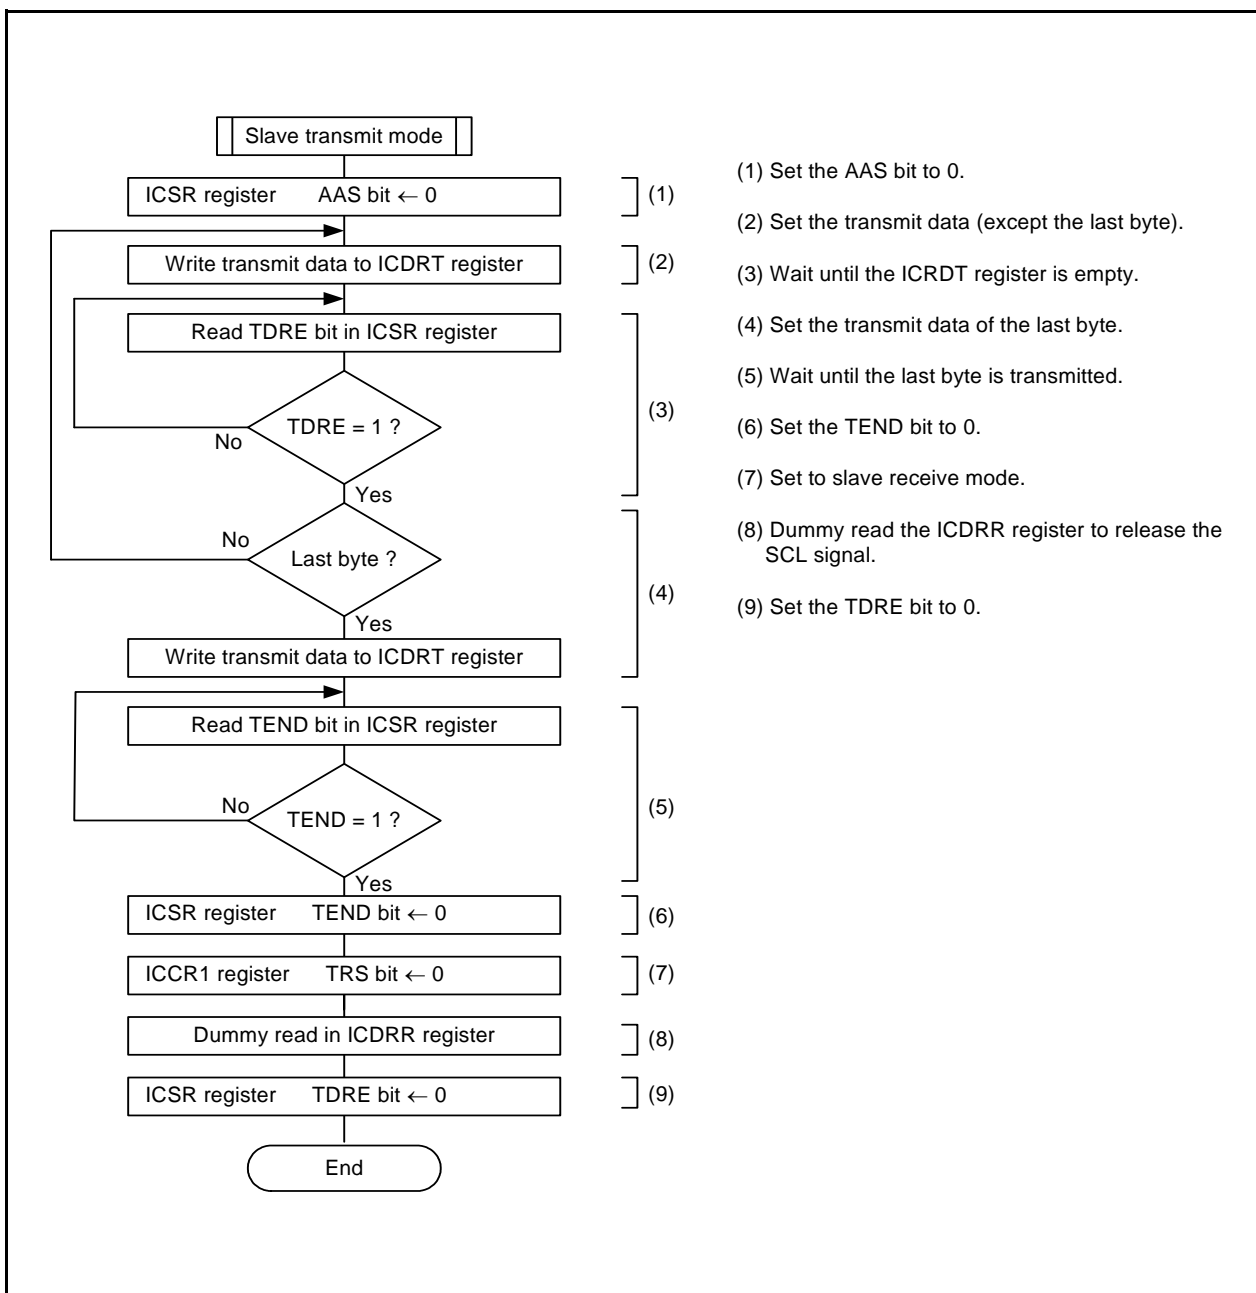 Slave transmit mode
ICSR register AAS bit ← 0
(1)
Write transmit data to ICDRT register
(2)
Read TDRE bit in ICSR register
TDRE = 1 ?
No
Yes
(3)
Last byte ?
No
Yes
Write transmit data to ICDRT register
(4)
Read TEND bit in ICSR register
TEND = 1 ?
No
Yes
(5)
ICSR register TEND bit ← 0
(6)
ICCR1 register TRS bit ← 0
(7)
Dummy read in ICDRR register
(8)
ICSR register TDRE bit ← 0
(9)
End
(1) Set the AAS bit to 0.
(2) Set the transmit data (except the last byte).
(3) Wait until the ICRDT register is empty.
(4) Set the transmit data of the last byte.
(5) Wait until the last byte is transmitted.
(6) Set the TEND bit to 0.
(7) Set to slave receive mode.
(8) Dummy read the ICDRR register to release the
SCL signal.
(9) Set the TDRE bit to 0.